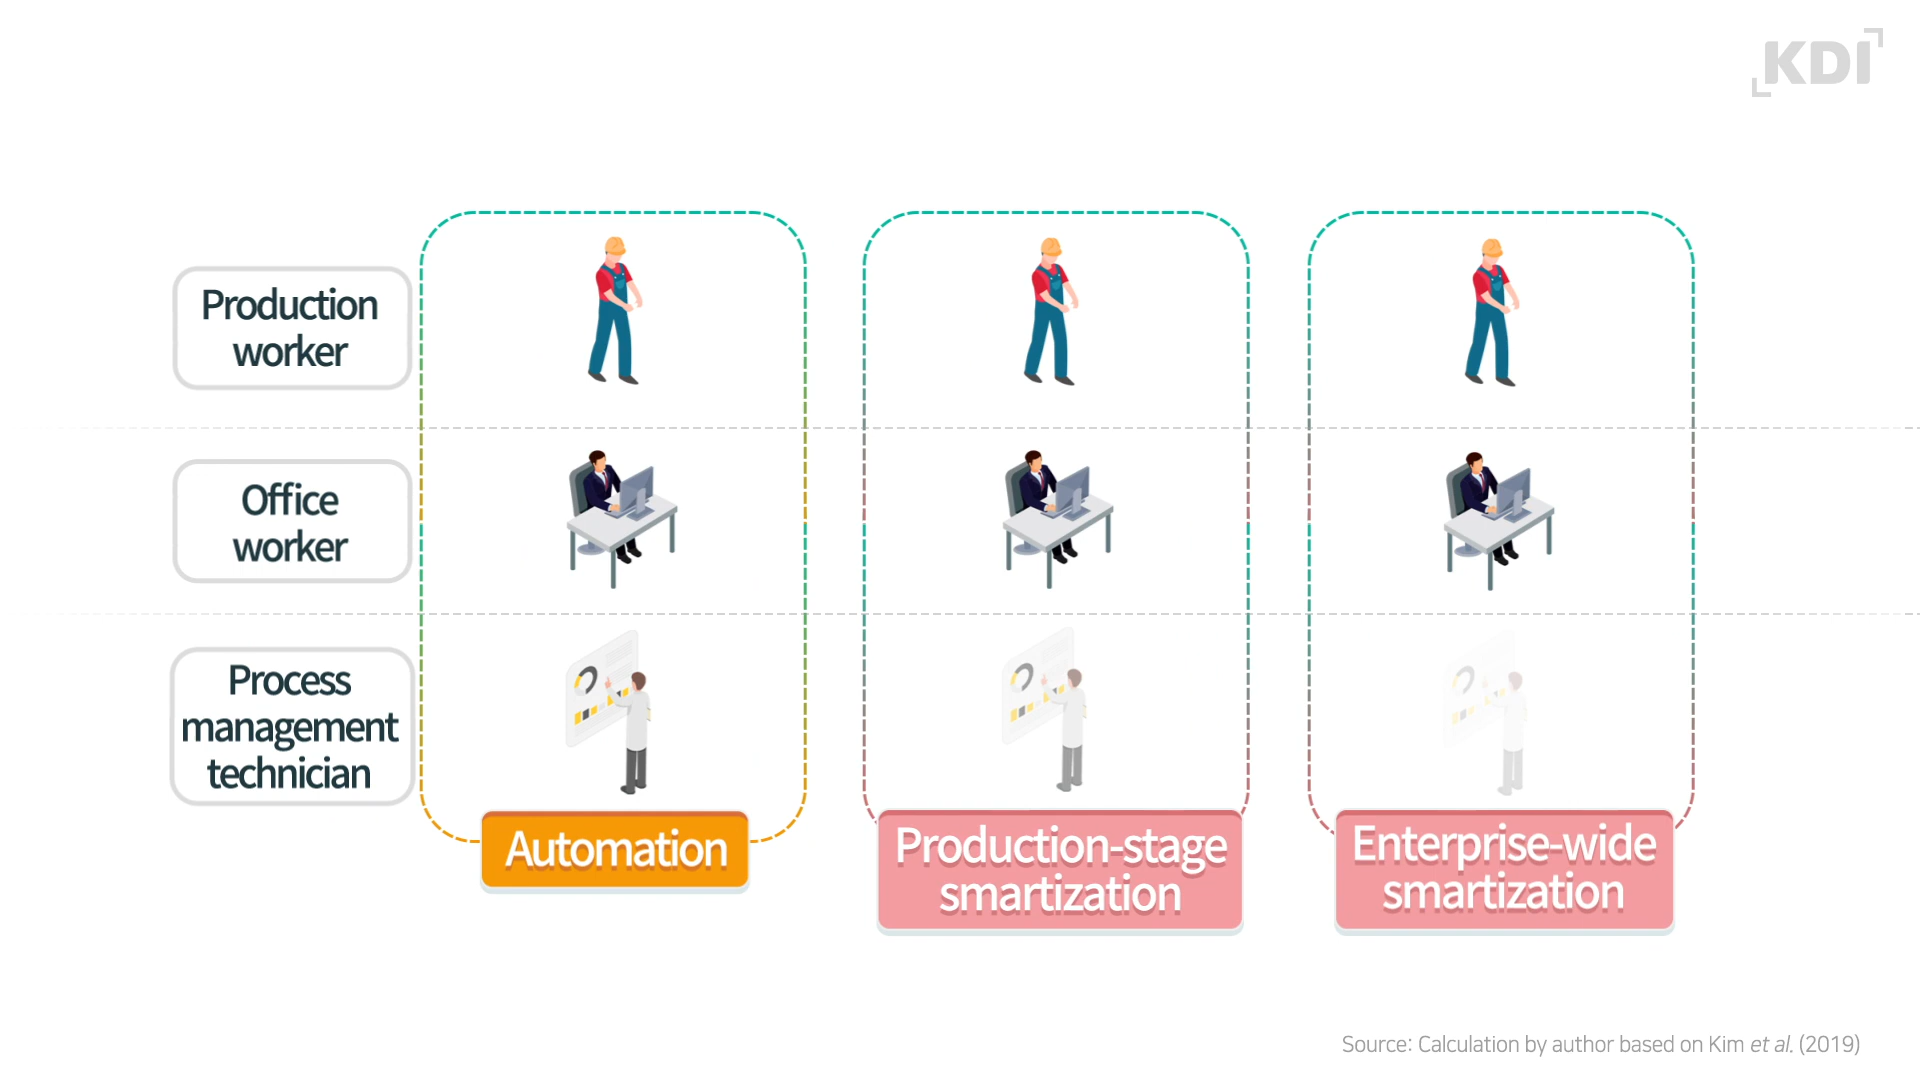 KDI
Production
worker
Office
worker
Process
management
technician
Automation
Production-stage
smartization
Enterprise-wide
smartization
Source: Calculation by author based on Kim et al. (2019)